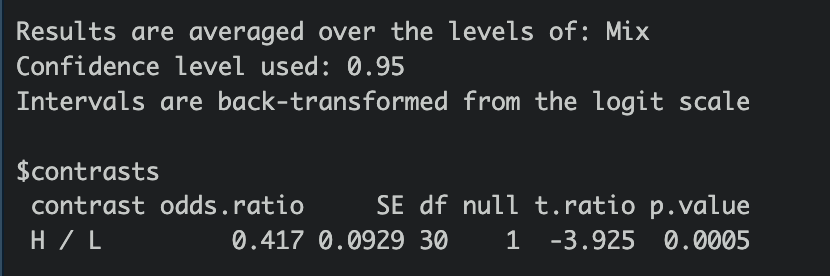 Results are averaged over the levels of: Mix
Confidence level used: 0.95
Intervals are back-transformed from the logit scale
$contrasts
contrast odds.ratio SE df null t.ratio p.value
H / L 0.417 0.0929 30 1 -3.925 0.0005